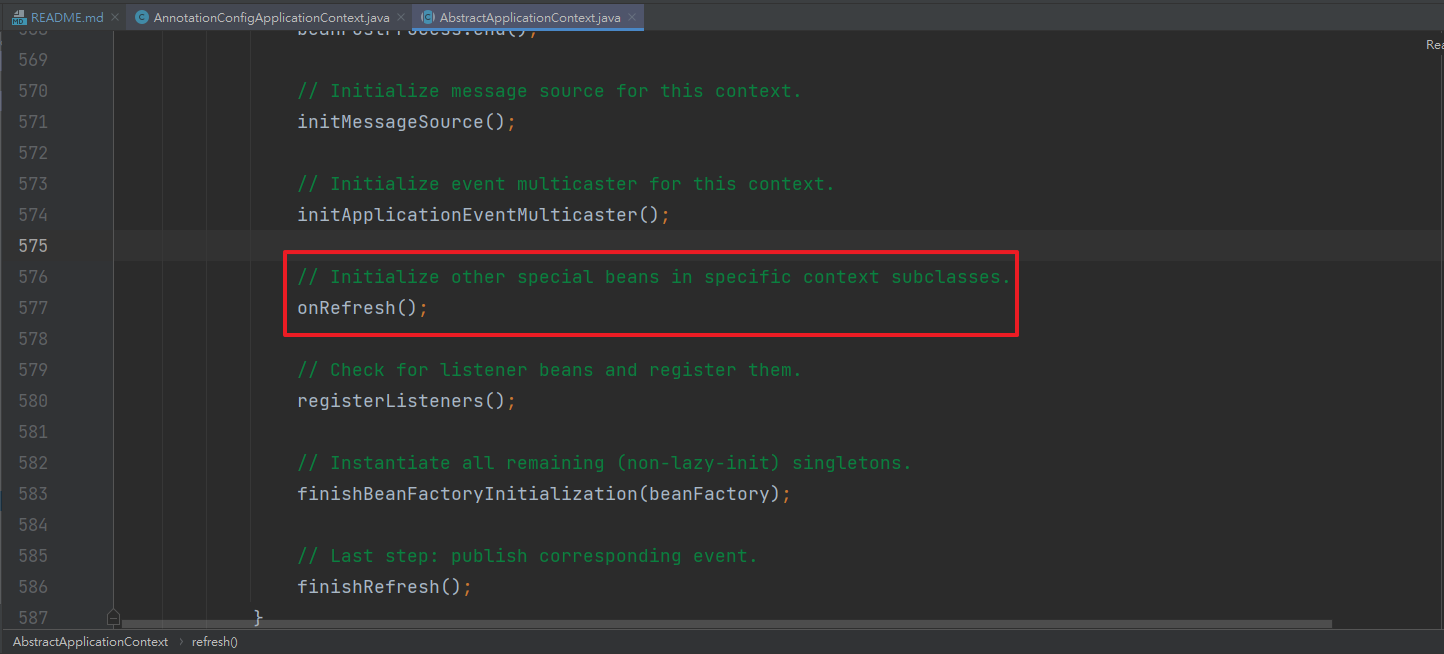 README.md
AnnotationConfigApplicationContext.java
AbstractApplicationContext.java
569
570 // Initialize message source for this context.
571 initMessageSource();
572
573 // Initialize event multicaster for this context.
574 initApplicationEventMulticaster();
575
576 // Initialize other special beans in specific context subclasses.
577 onRefresh();
578
579 // Check for listener beans and register them.
580 registerListeners();
581
582 // Instantiate all remaining (non-lazy-init) singletons.
583 finishBeanFactoryInitialization(beanFactory);
584
585 // Last step: publish corresponding event.
586 finishRefresh();
587 }
AbstractApplicationContext › refresh()